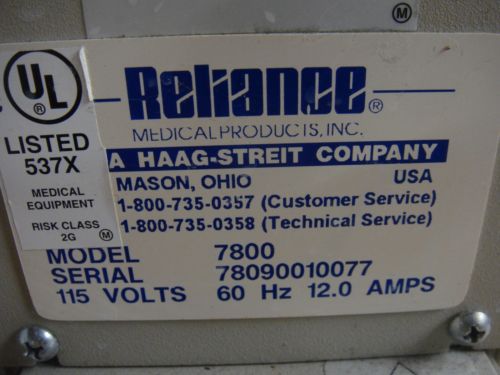 M
UL
®
LISTED
537X
MEDICAL
EQUIPMENT
RISK CLASS
2G M
Reliance®
MEDICAL PRODUCTS, INC.
A HAAG-STREIT COMPANY
MASON, OHIO USA
1-800-735-0357 (Customer Service)
1-800-735-0358 (Technical Service)
MODEL 7800
SERIAL 78090010077
115 VOLTS 60 Hz 12.0 AMPS